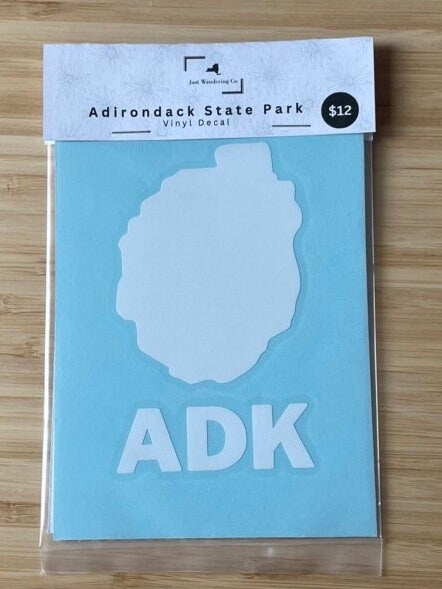 Just Wandering Co
Adirondack State Park
Vinyl Decal
$12
ADK